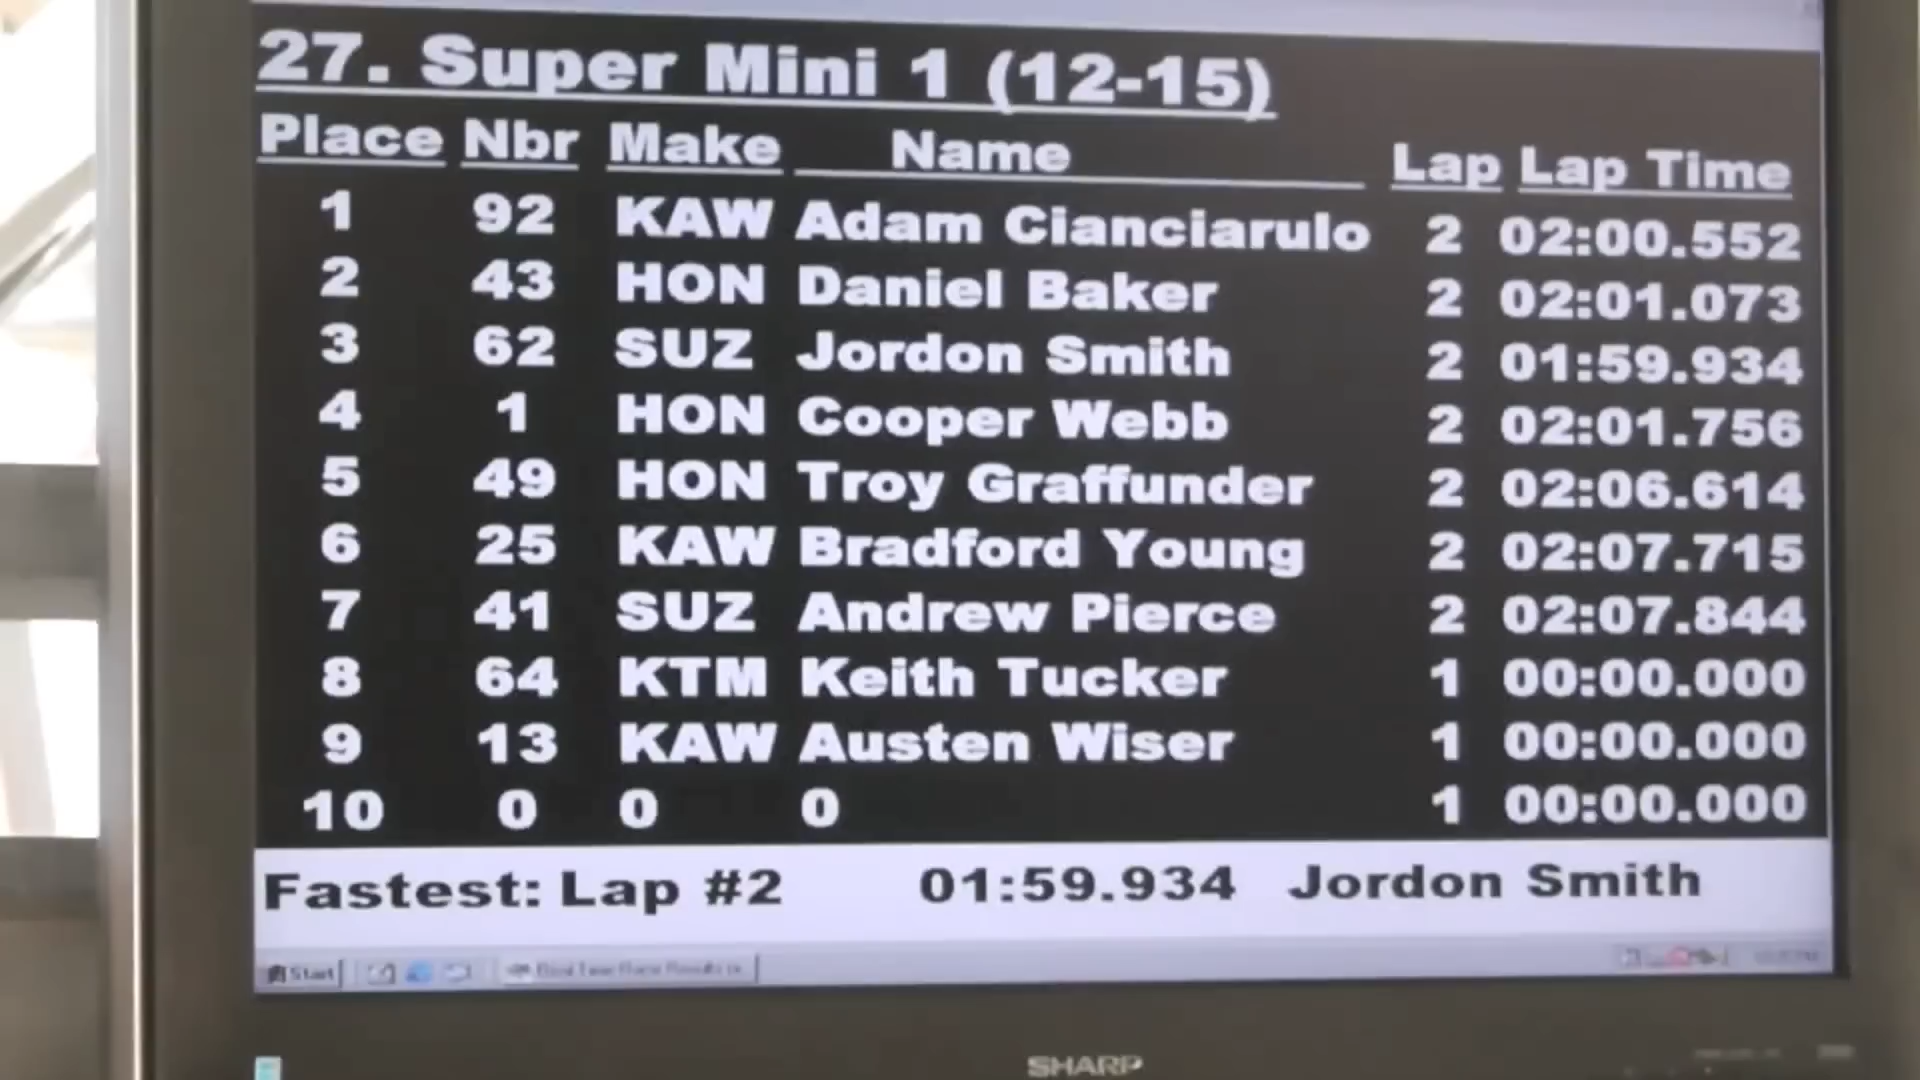 27. Super Mini 1 (12-15)
Place Nbr Make Name Lap Lap Time
1 92 KAW Adam Cianciarulo 2 02:00.552
2 43 HON Daniel Baker 2 02:01.073
3 62 SUZ Jordon Smith 2 01:59.934
4 1 HON Cooper Webb 2 02:01.756
5 49 HON Troy Graffunder 2 02:06.614
6 25 KAW Bradford Young 2 02:07.715
7 41 SUZ Andrew Pierce 2 02:07.844
8 64 KTM Keith Tucker 1 00:00.000
9 13 KAW Austen Wiser 1 00:00.000
10 0 0 0 1 00:00.000
Fastest: Lap #2 01:59.934 Jordon Smith
Start
SHARP